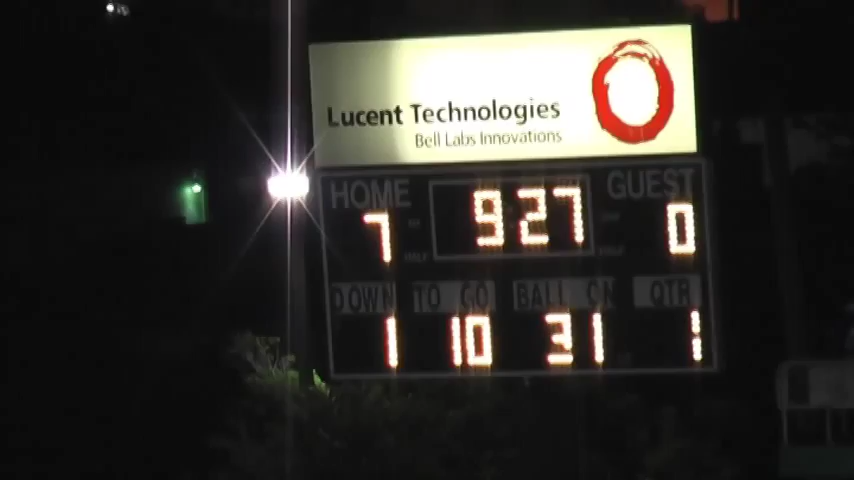 Lucent Technologies
Bell Labs Innovations
HOME GUEST
7 927 0
DOWN TO GO BALL ON QTR
1 10 31 1